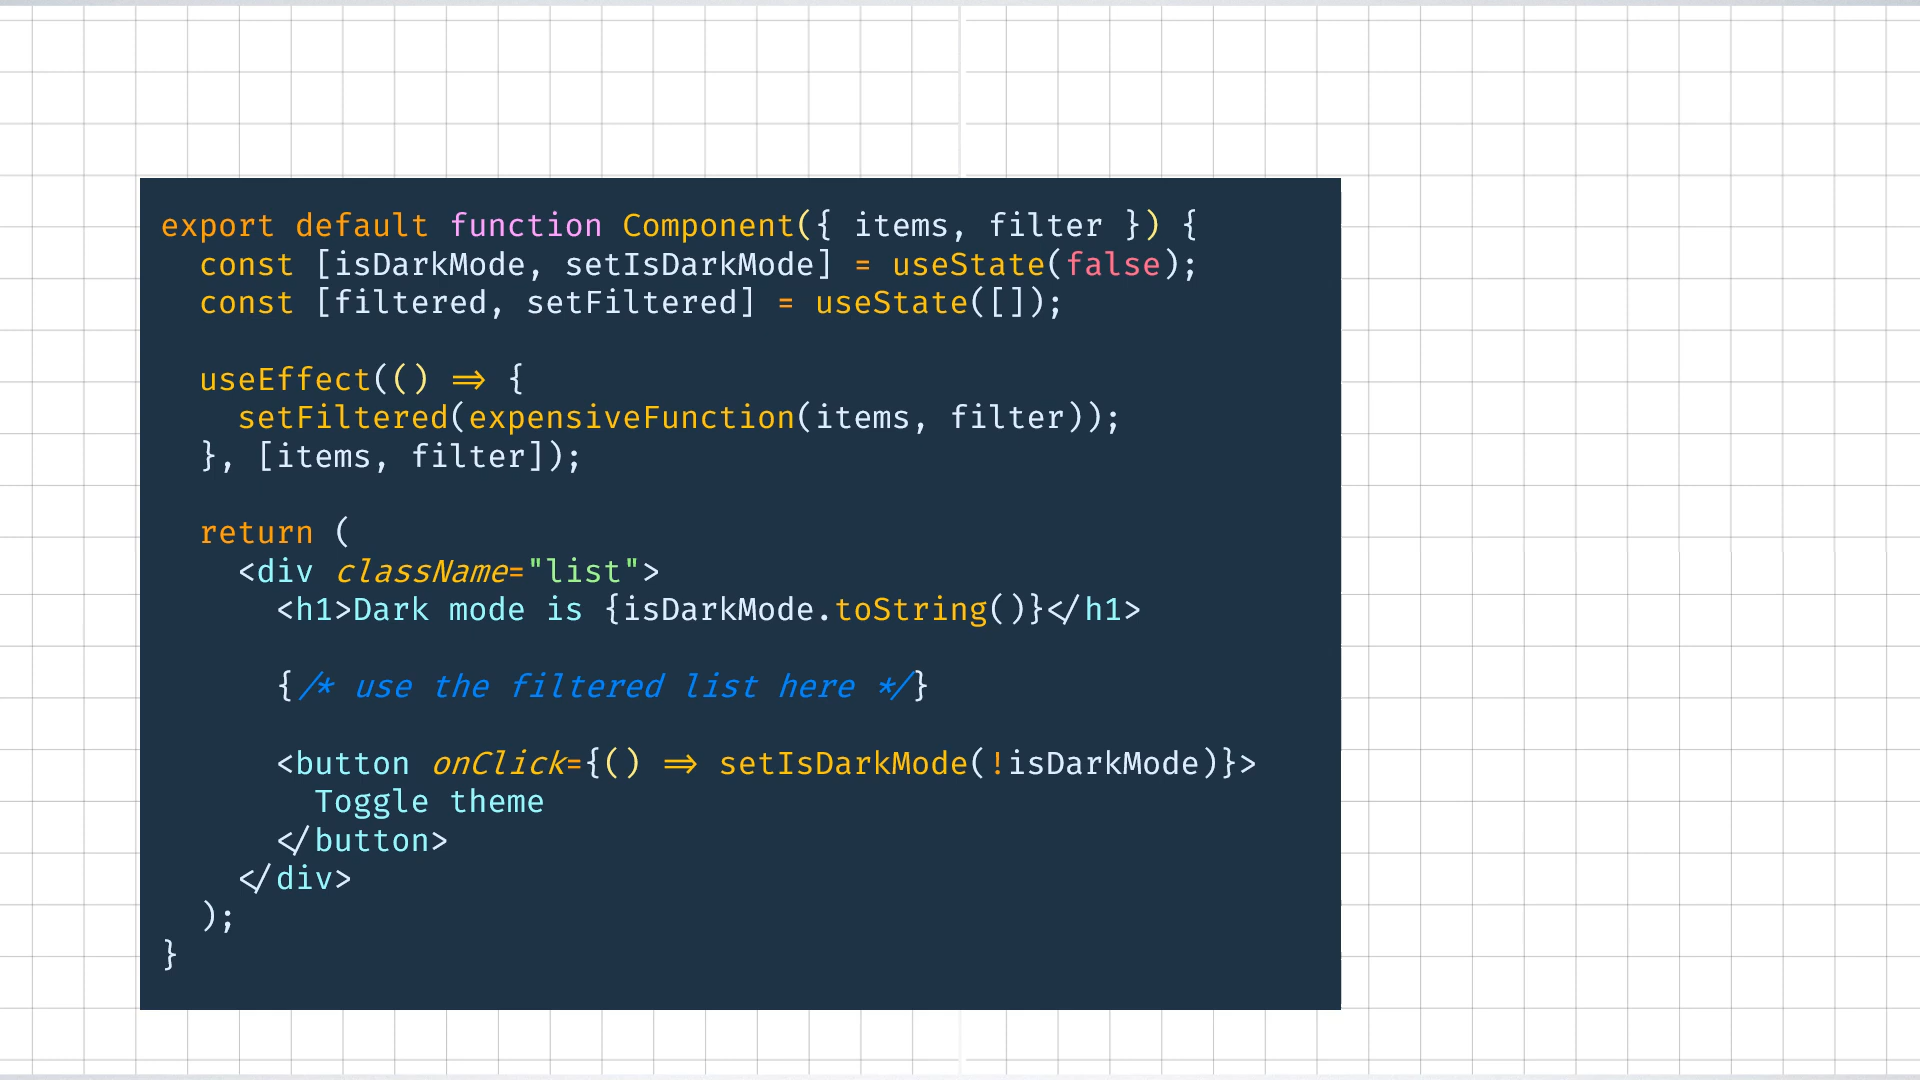 export default function Component({ items, filter }) {
  const [isDarkMode, setIsDarkMode] = useState(false);
  const [filtered, setFiltered] = useState([]);

  useEffect(() => {
    setFiltered(expensiveFunction(items, filter));
  }, [items, filter]);

  return (
    <div className="list">
      <h1>Dark mode is {isDarkMode.toString()}</h1>

      {/* use the filtered list here */}

      <button onClick={() => setIsDarkMode(!isDarkMode)}>
        Toggle theme
      </button>
    </div>
  );
}